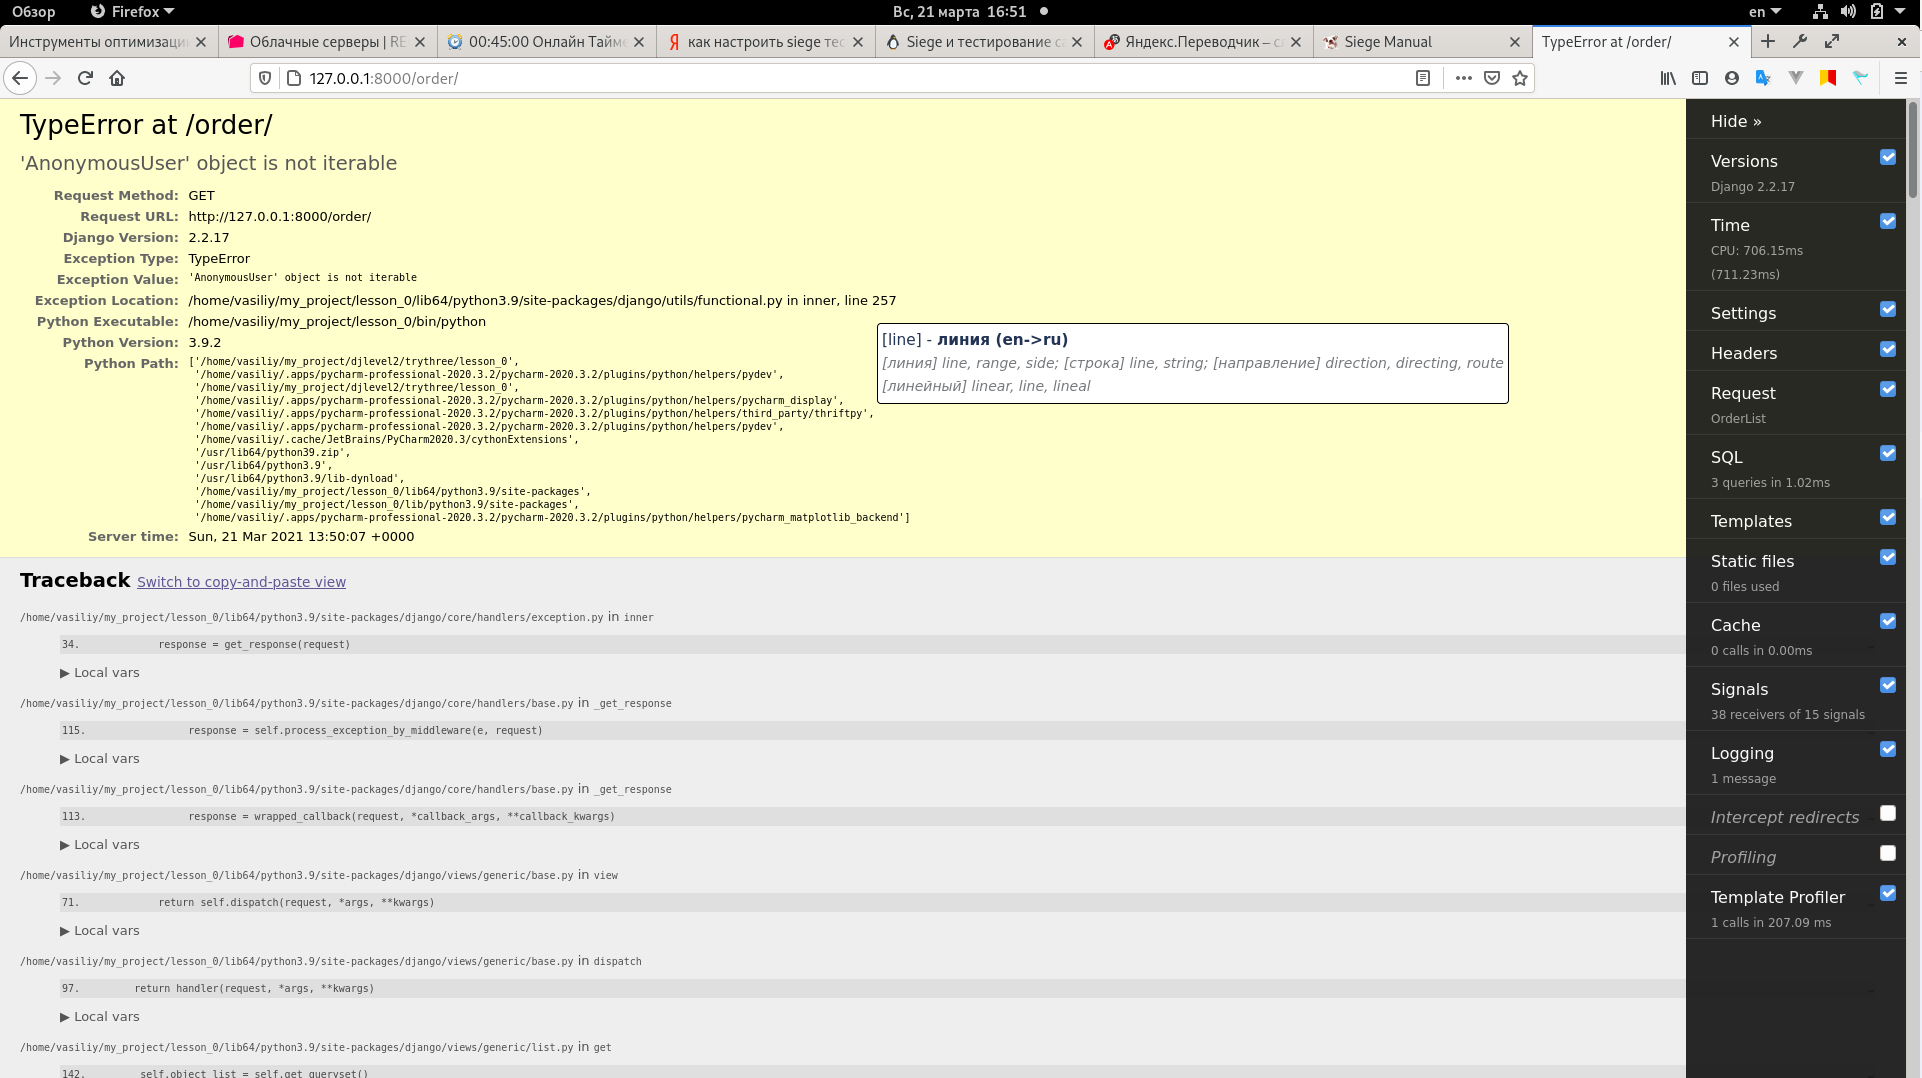 Обзор
Firefox
Вс, 21 марта 16:51
en
Инструменты оптимизаци
Облачные серверы | RE
00:45:00 Онлайн Тайме
как настроить siege тес
Siege и тестирование са
Яндекс.Переводчик – сл
Siege Manual
TypeError at /order/
127.0.0.1:8000/order/
TypeError at /order/
'AnonymousUser' object is not iterable
Request Method: GET
Request URL: http://127.0.0.1:8000/order/
Django Version: 2.2.17
Exception Type: TypeError
Exception Value: 'AnonymousUser' object is not iterable
Exception Location: /home/vasiliy/my_project/lesson_0/lib64/python3.9/site-packages/django/utils/functional.py in inner, line 257
Python Executable: /home/vasiliy/my_project/lesson_0/bin/python
Python Version: 3.9.2
Python Path: ['/home/vasiliy/my_project/djlevel2/trythree/lesson_0',
'/home/vasiliy/.apps/pycharm-professional-2020.3.2/pycharm-2020.3.2/plugins/python/helpers/pydev',
'/home/vasiliy/my_project/djlevel2/trythree/lesson_0',
'/home/vasiliy/.apps/pycharm-professional-2020.3.2/pycharm-2020.3.2/plugins/python/helpers/pycharm_display',
'/home/vasiliy/.apps/pycharm-professional-2020.3.2/pycharm-2020.3.2/plugins/python/helpers/third_party/thriftpy',
'/home/vasiliy/.apps/pycharm-professional-2020.3.2/pycharm-2020.3.2/plugins/python/helpers/pydev',
'/home/vasiliy/.cache/JetBrains/PyCharm2020.3/cythonExtensions',
'/usr/lib64/python39.zip',
'/usr/lib64/python3.9',
'/usr/lib64/python3.9/lib-dynload',
'/home/vasiliy/my_project/lesson_0/lib64/python3.9/site-packages',
'/home/vasiliy/my_project/lesson_0/lib/python3.9/site-packages',
'/home/vasiliy/.apps/pycharm-professional-2020.3.2/pycharm-2020.3.2/plugins/python/helpers/pycharm_matplotlib_backend']
Server time: Sun, 21 Mar 2021 13:50:07 +0000
[line] - линия (en->ru)
[линия] line, range, side; [строка] line, string; [направление] direction, directing, route
[линейный] linear, line, lineal
Traceback Switch to copy-and-paste view
/home/vasiliy/my_project/lesson_0/lib64/python3.9/site-packages/django/core/handlers/exception.py in inner
34. response = get_response(request)
▶ Local vars
/home/vasiliy/my_project/lesson_0/lib64/python3.9/site-packages/django/core/handlers/base.py in _get_response
115. response = self.process_exception_by_middleware(e, request)
▶ Local vars
/home/vasiliy/my_project/lesson_0/lib64/python3.9/site-packages/django/core/handlers/base.py in _get_response
113. response = wrapped_callback(request, *callback_args, **callback_kwargs)
▶ Local vars
/home/vasiliy/my_project/lesson_0/lib64/python3.9/site-packages/django/views/generic/base.py in view
71. return self.dispatch(request, *args, **kwargs)
▶ Local vars
/home/vasiliy/my_project/lesson_0/lib64/python3.9/site-packages/django/views/generic/base.py in dispatch
97. return handler(request, *args, **kwargs)
▶ Local vars
/home/vasiliy/my_project/lesson_0/lib64/python3.9/site-packages/django/views/generic/list.py in get
142. self.object_list = self.get_queryset()
Hide »
Versions
Django 2.2.17
Time
CPU: 706.15ms
(711.23ms)
Settings
Headers
Request
OrderList
SQL
3 queries in 1.02ms
Templates
Static files
0 files used
Cache
0 calls in 0.00ms
Signals
38 receivers of 15 signals
Logging
1 message
Intercept redirects
Profiling
Template Profiler
1 calls in 207.09 ms